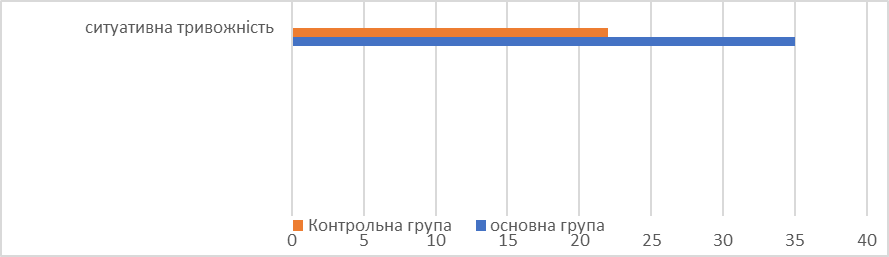 ситуативна тривожність
Контрольна група основна група
0 5 10 15 20 25 30 35 40